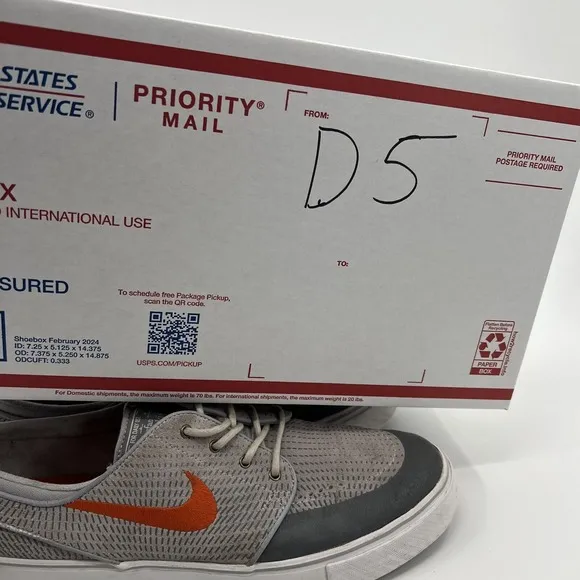 STATES
SERVICE®
PRIORITY®
MAIL
FROM:
D5
PRIORITY MAIL
POSTAGE REQUIRED
X
INTERNATIONAL USE
TO:
SURED
To schedule free Package Pickup,
scan the QR code.
USPS.COM/PICKUP
Shoebox February 2024
ID: 7.25 x 5.125 x 14.375
OD: 7.375 x 5.250 x 14.875
ODCUFT: 0.333
Flatten Before
Recycling
PAPER
BOX
For Domestic shipments, the maximum weight is 70 lbs. For international shipments, the maximum weight is 20 lbs.